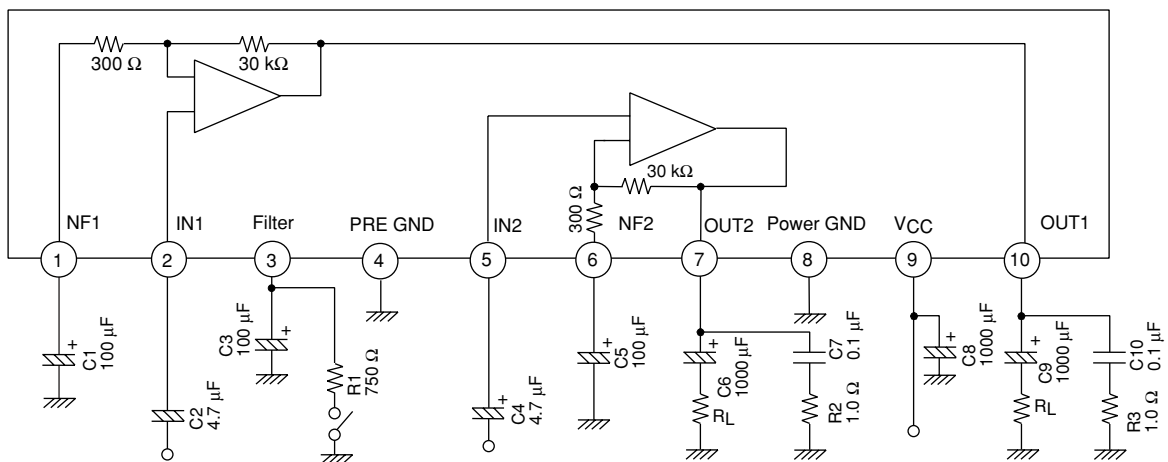 300 Ω
30 kΩ
30 kΩ
300 Ω
NF1
IN1
Filter
PRE GND
IN2
NF2
OUT2
Power GND
VCC
OUT1
1
2
3
4
5
6
7
8
9
10
C1
100 µF
C2
4.7 µF
C3
100 µF
R1
750 Ω
C4
4.7 µF
C5
100 µF
C6
1000 µF
RL
C7
0.1 µF
R2
1.0 Ω
C8
1000 µF
C9
1000 µF
RL
C10
0.1 µF
R3
1.0 Ω
+
+
+
+
+
+
+